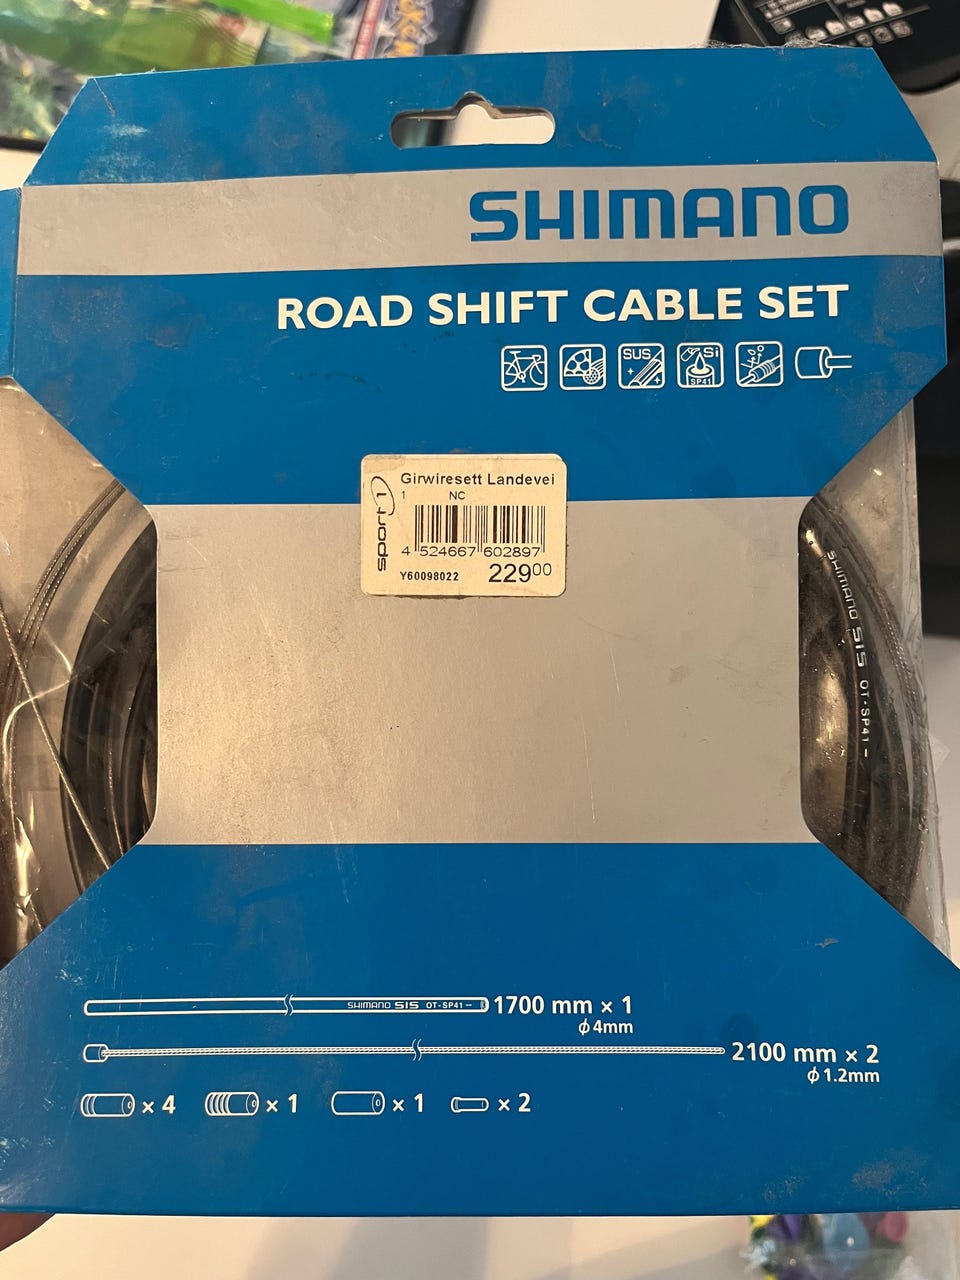 SHIMANO
ROAD SHIFT CABLE SET
SUS
Si
SP41
sport 1
Girwiresett Landevei
1 NC
4 524667 602897
Y60098022 229⁰⁰
SHIMANO SIS OT-SP41
SHIMANO SIS OT-SP41 1700 mm × 1
ϕ4mm
2100 mm × 2
ϕ1.2mm
× 4 × 1 × 1 × 2